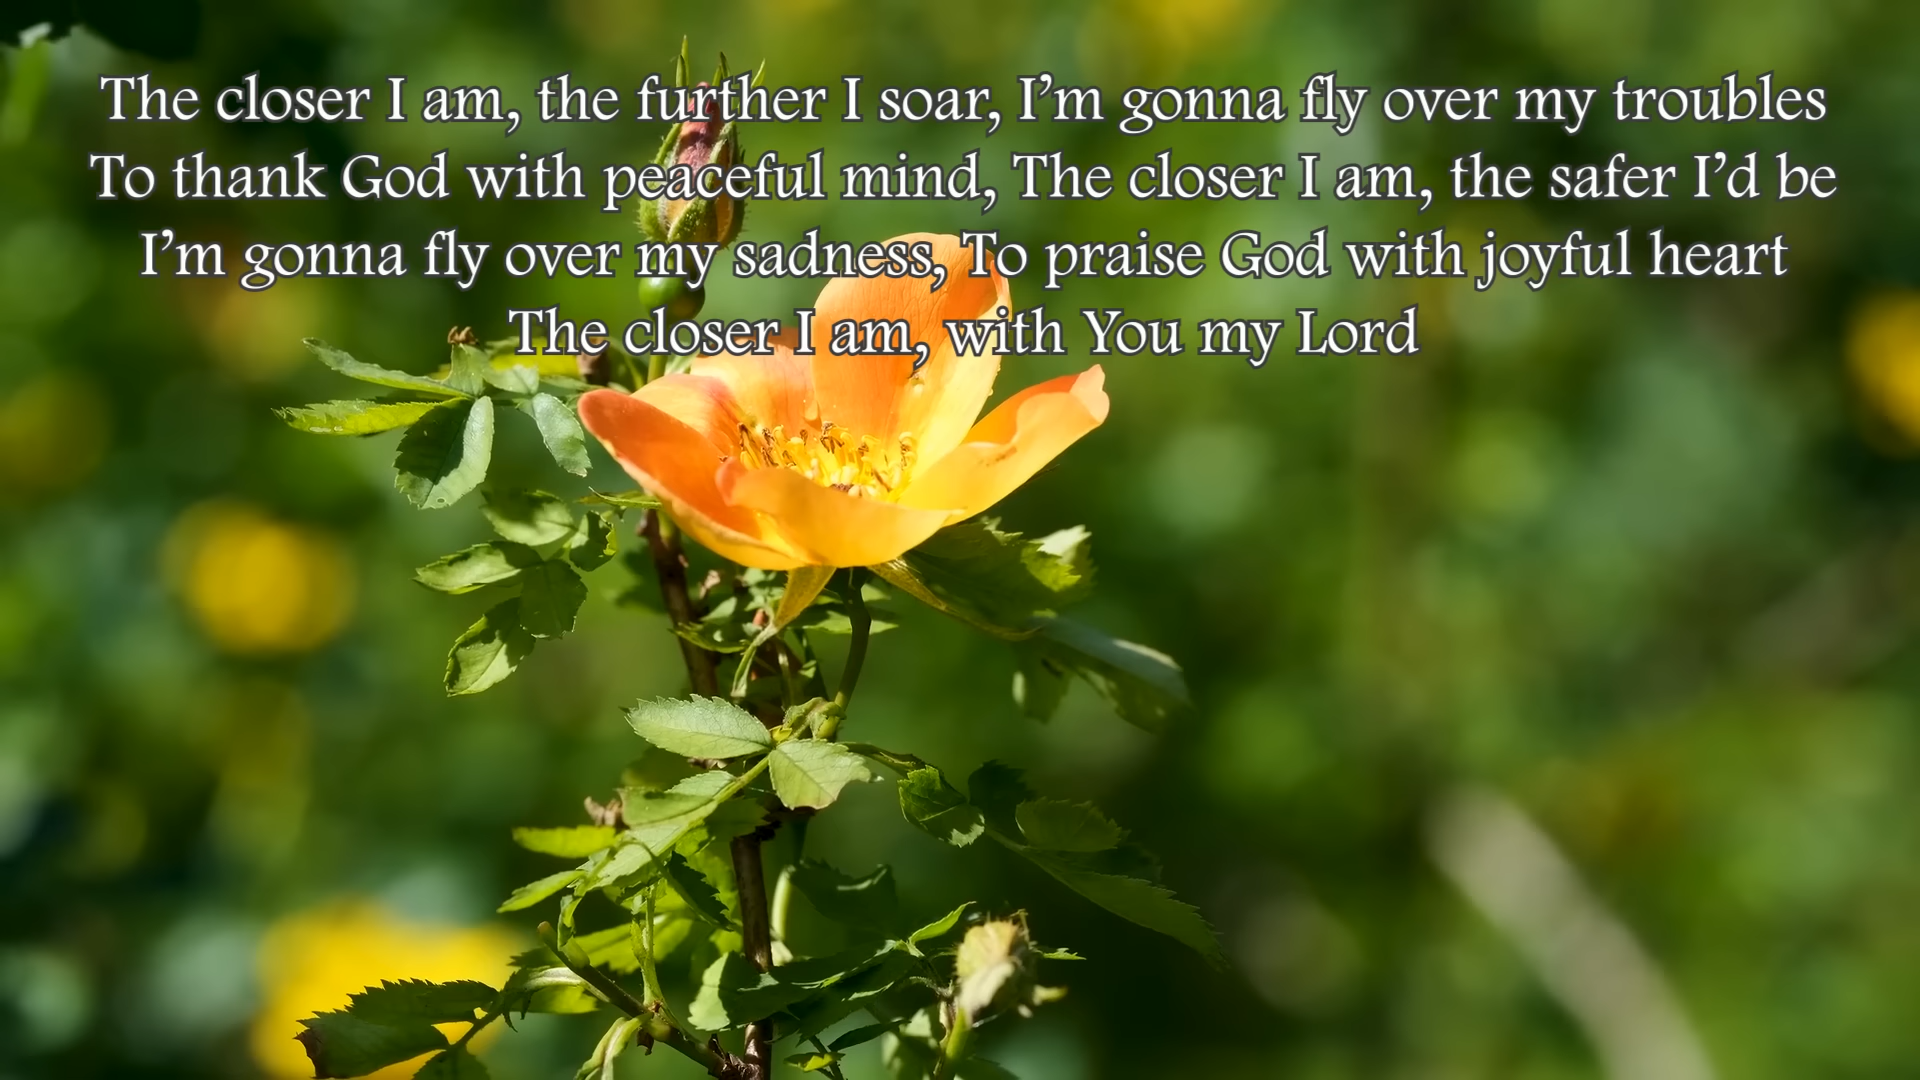 The closer I am, the further I soar, I’m gonna fly over my troubles
To thank God with peaceful mind, The closer I am, the safer I’d be
I’m gonna fly over my sadness, To praise God with joyful heart
The closer I am, with You my Lord